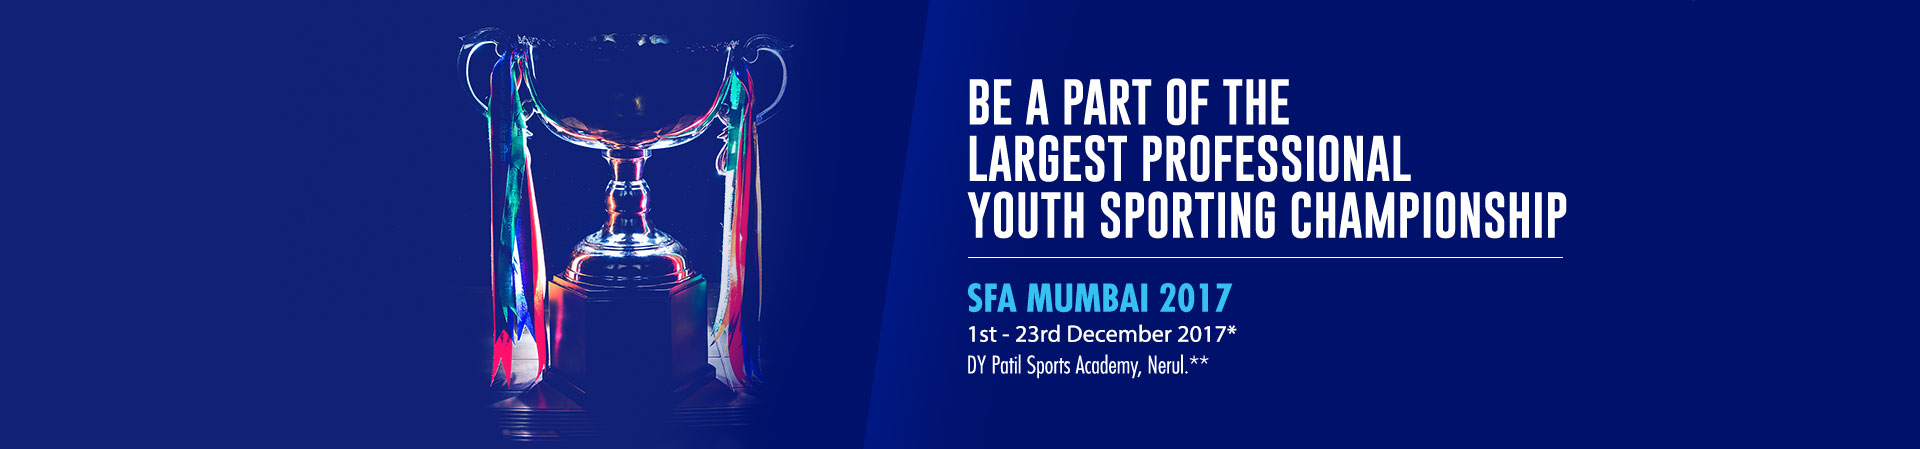 BE A PART OF THE
LARGEST PROFESSIONAL
YOUTH SPORTING CHAMPIONSHIP
SFA MUMBAI 2017
1st - 23rd December 2017*
DY Patil Sports Academy, Nerul.**